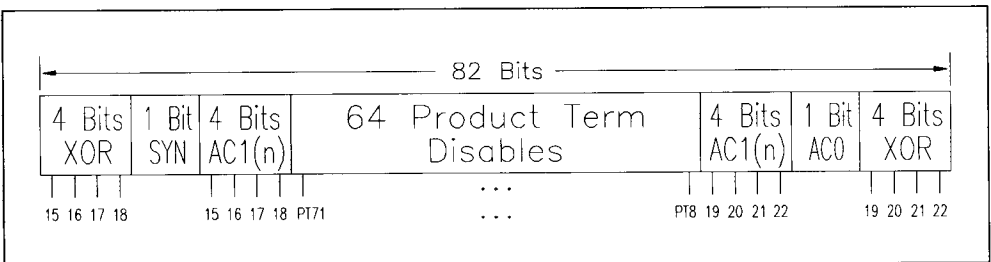 82 Bits
4 Bits 1 Bit 4 Bits 64 Product Term 4 Bits 1 Bit 4 Bits
XOR SYN AC1(n) Disables AC1(n) AC0 XOR
15 16 17 18 15 16 17 18 PT71 ... PT8 19 20 21 22 19 20 21 22
...